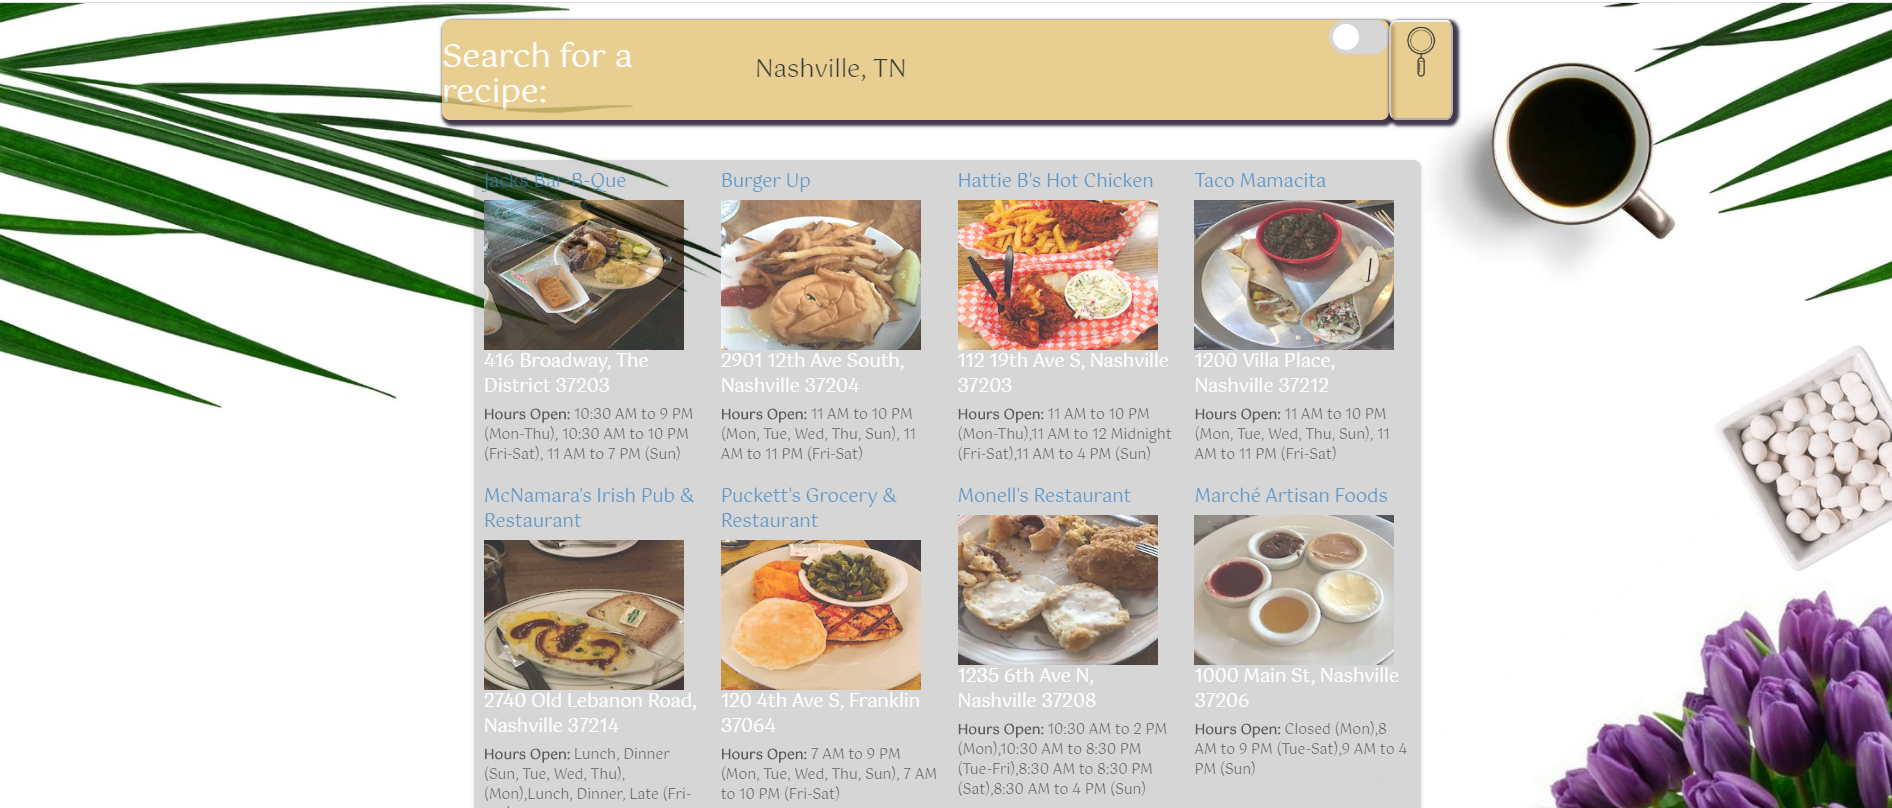 Search for a
recipe:
Nashville, TN
Jacks Bar-B-Que
416 Broadway, The
District 37203
Hours Open: 10:30 AM to 9 PM
(Mon-Thu), 10:30 AM to 10 PM
(Fri-Sat), 11 AM to 7 PM (Sun)
Burger Up
2901 12th Ave South,
Nashville 37204
Hours Open: 11 AM to 10 PM
(Mon, Tue, Wed, Thu, Sun), 11
AM to 11 PM (Fri-Sat)
Hattie B's Hot Chicken
112 19th Ave S, Nashville
37203
Hours Open: 11 AM to 10 PM
(Mon-Thu),11 AM to 12 Midnight
(Fri-Sat),11 AM to 4 PM (Sun)
Taco Mamacita
1200 Villa Place,
Nashville 37212
Hours Open: 11 AM to 10 PM
(Mon, Tue, Wed, Thu, Sun), 11
AM to 11 PM (Fri-Sat)
McNamara's Irish Pub &
Restaurant
2740 Old Lebanon Road,
Nashville 37214
Hours Open: Lunch, Dinner
(Sun, Tue, Wed, Thu),
(Mon),Lunch, Dinner, Late (Fri-
Puckett's Grocery &
Restaurant
120 4th Ave S, Franklin
37064
Hours Open: 7 AM to 9 PM
(Mon, Tue, Wed, Thu, Sun), 7 AM
to 10 PM (Fri-Sat)
Monell's Restaurant
1235 6th Ave N,
Nashville 37208
Hours Open: 10:30 AM to 2 PM
(Mon),10:30 AM to 8:30 PM
(Tue-Fri),8:30 AM to 8:30 PM
(Sat),8:30 AM to 4 PM (Sun)
Marché Artisan Foods
1000 Main St, Nashville
37206
Hours Open: Closed (Mon),8
AM to 9 PM (Tue-Sat),9 AM to 4
PM (Sun)